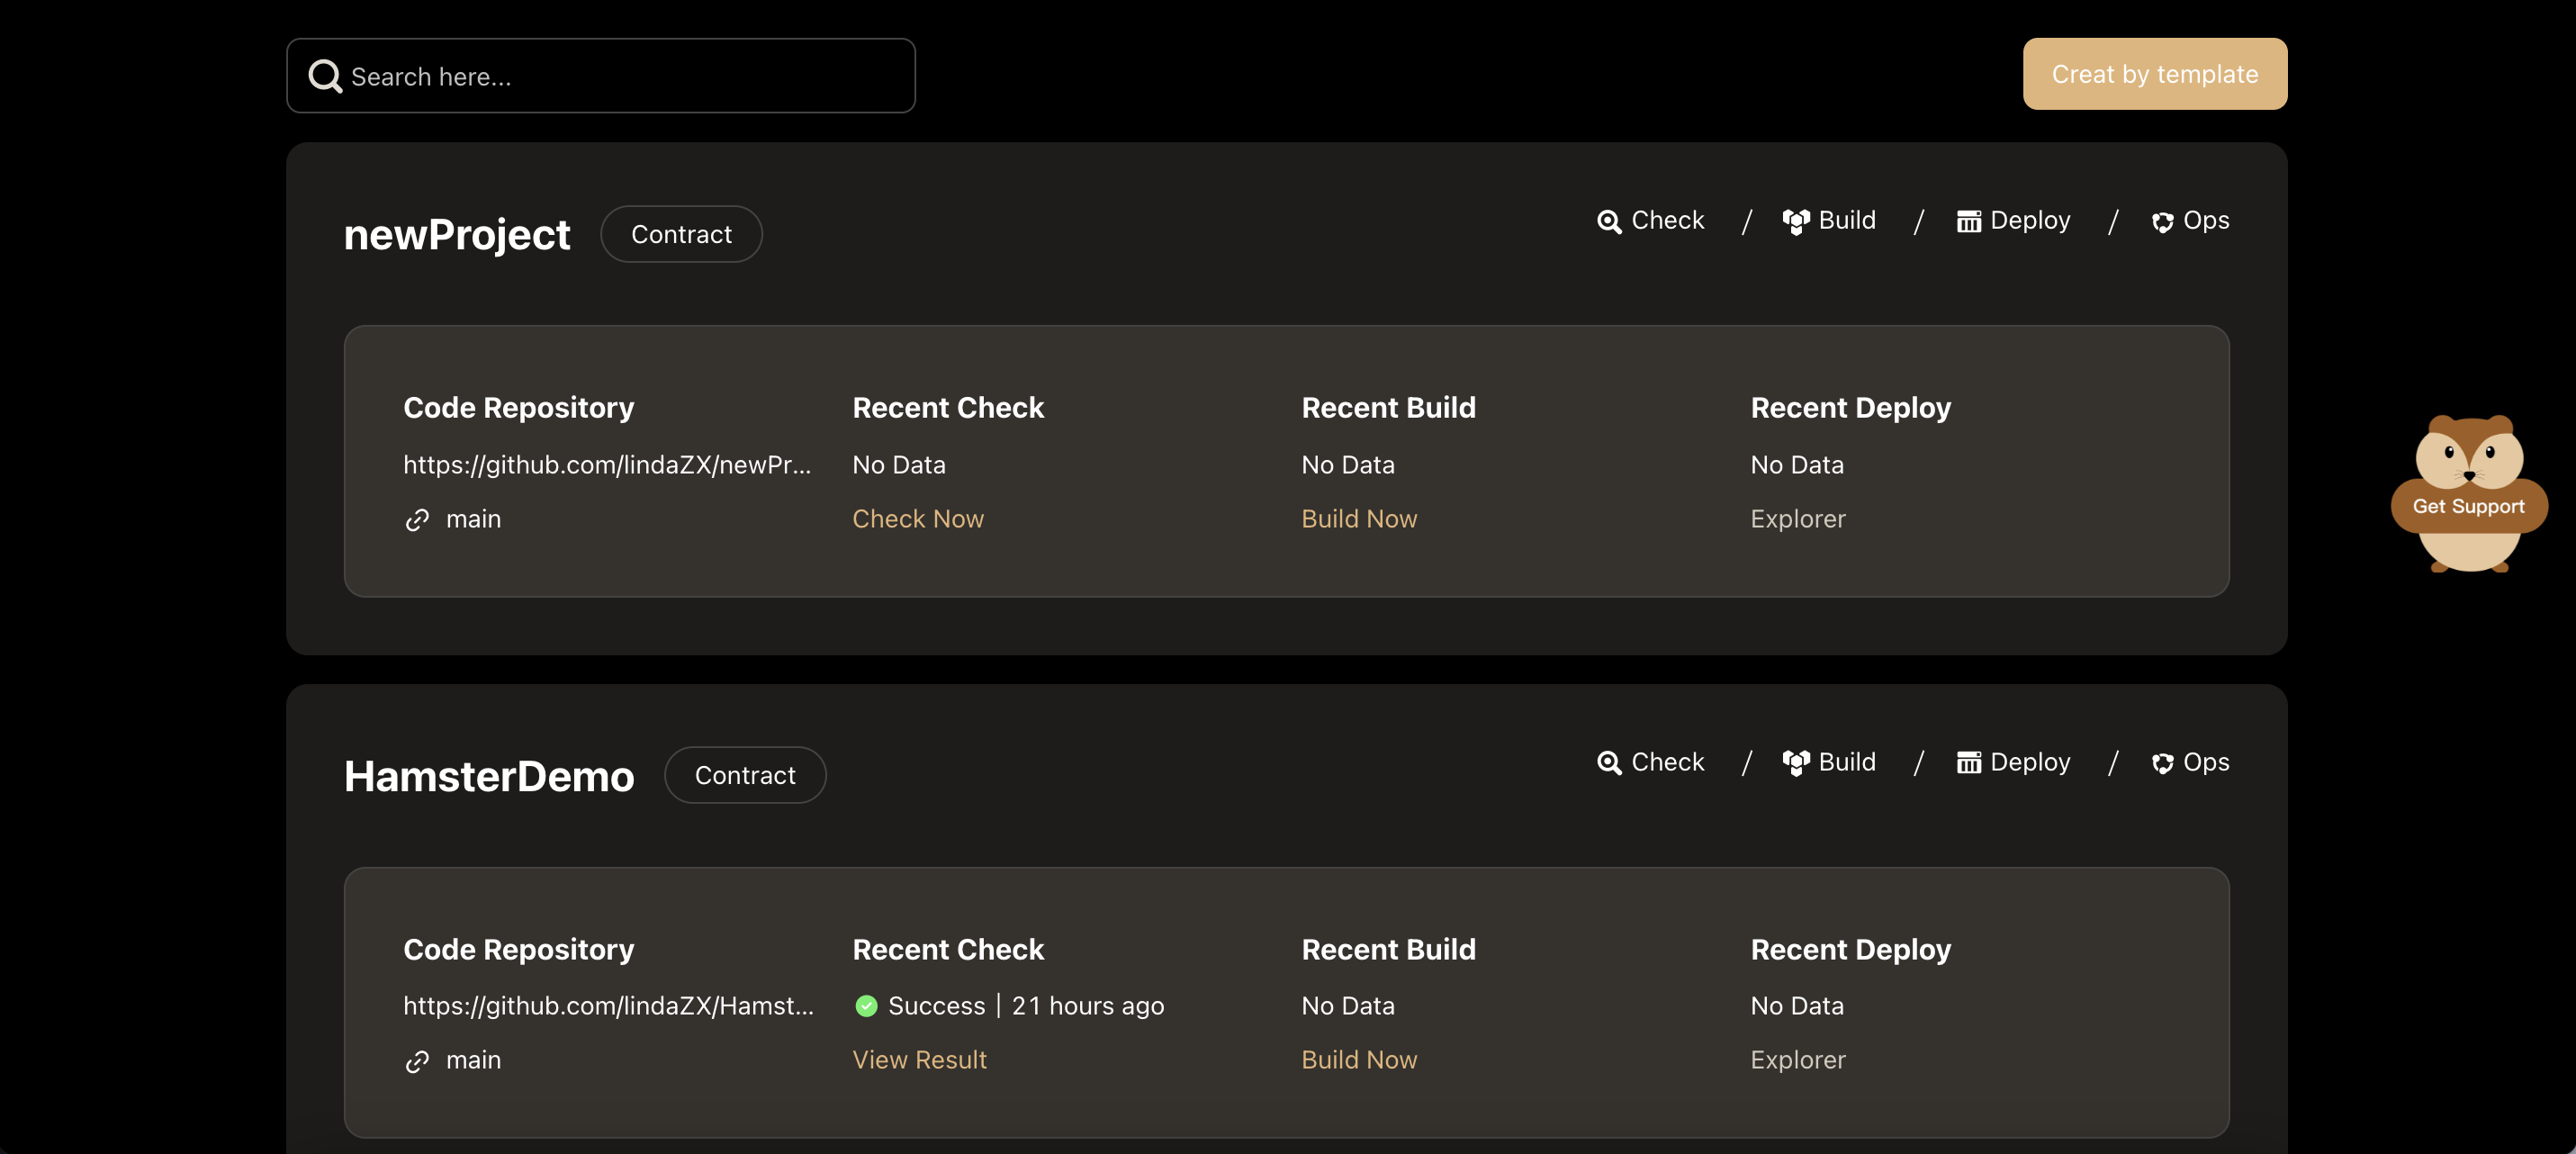 Search here...
Creat by template
newProject
Contract
Check / Build / Deploy / Ops
Code Repository
Recent Check
Recent Build
Recent Deploy
https://github.com/lindaZX/newPr...
No Data
No Data
No Data
main
Check Now
Build Now
Explorer
Get Support
HamsterDemo
Contract
Check / Build / Deploy / Ops
Code Repository
Recent Check
Recent Build
Recent Deploy
https://github.com/lindaZX/Hamst...
Success | 21 hours ago
No Data
No Data
main
View Result
Build Now
Explorer